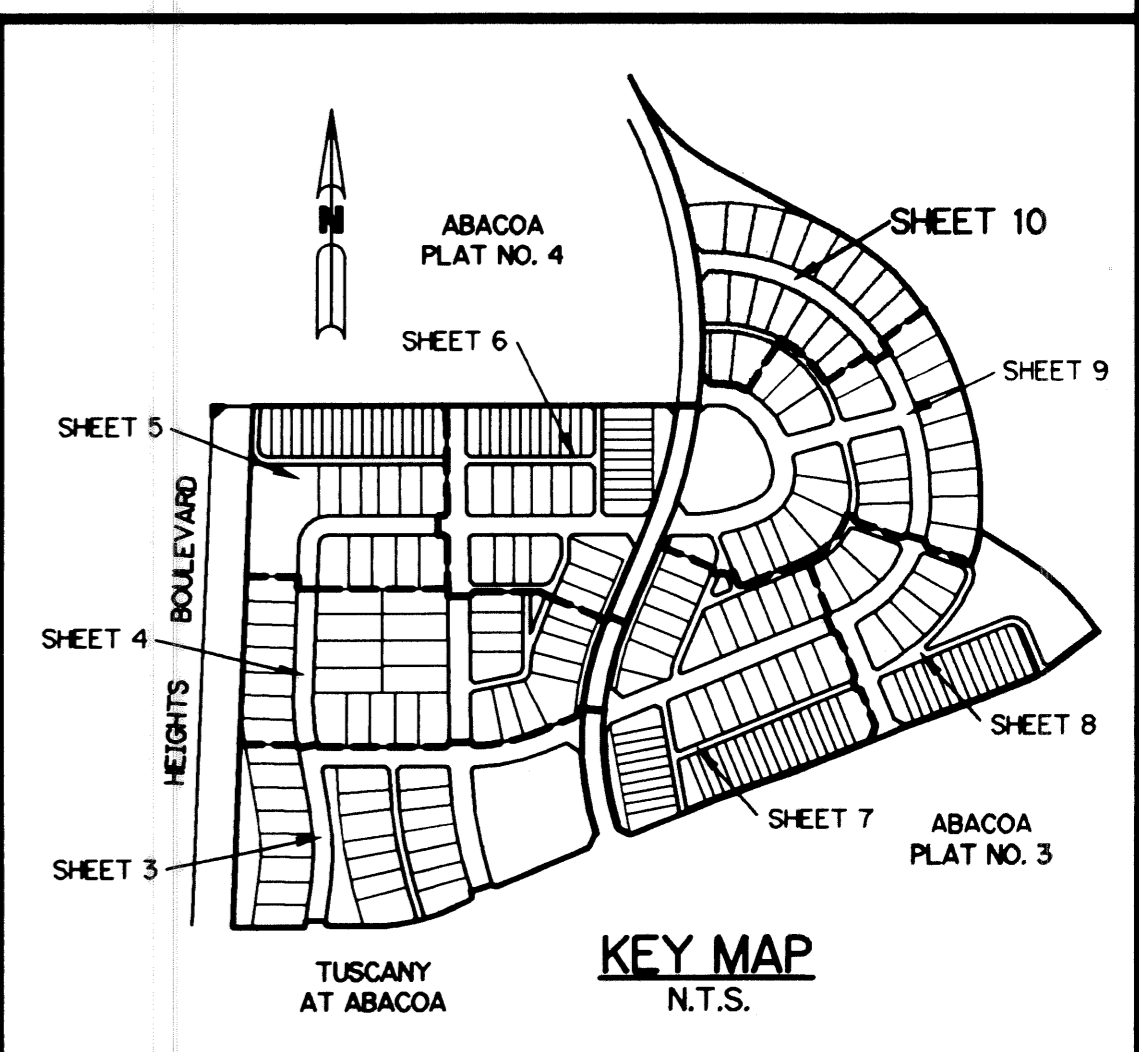 N
ABACOA
PLAT NO. 4
SHEET 10
SHEET 6
SHEET 9
SHEET 5
HEIGHTS BOULEVARD
SHEET 4
SHEET 8
SHEET 7
ABACOA
PLAT NO. 3
SHEET 3
KEY MAP
N.T.S.
TUSCANY
AT ABACOA